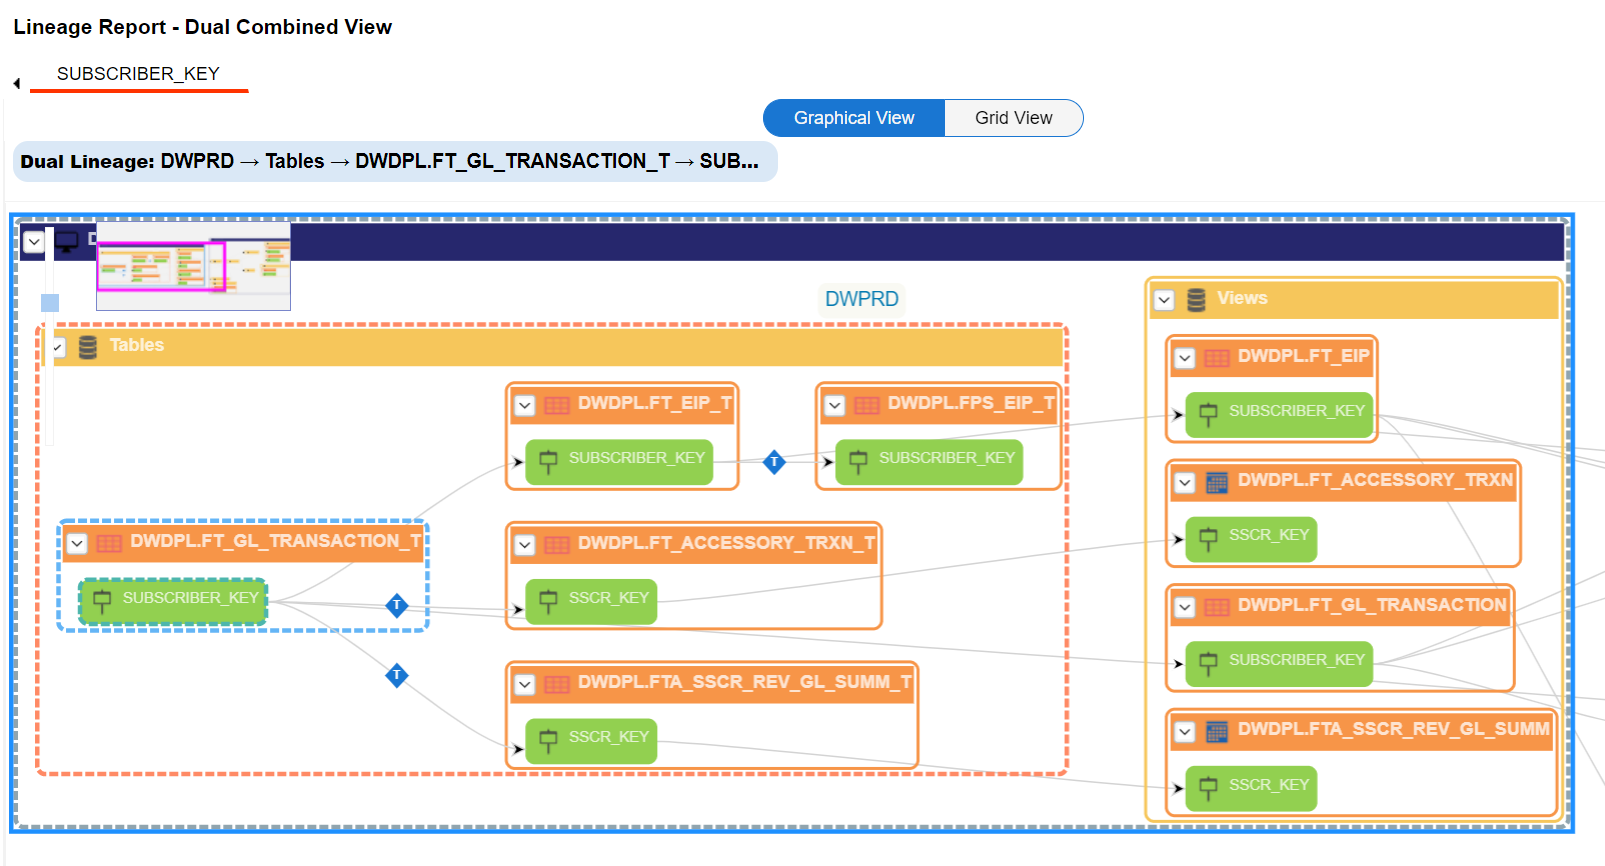 Lineage Report - Dual Combined View
SUBSCRIBER_KEY
Graphical View
Grid View
Dual Lineage: DWPRD → Tables → DWDPL.FT_GL_TRANSACTION_T → SUB...
DWPRD
Views
Tables
DWDPL.FT_EIP
SUBSCRIBER_KEY
DWDPL.FT_EIP_T
DWDPL.FPS_EIP_T
SUBSCRIBER_KEY
T
SUBSCRIBER_KEY
DWDPL.FT_ACCESSORY_TRXN
SSCR_KEY
DWDPL.FT_GL_TRANSACTION_T
DWDPL.FT_ACCESSORY_TRXN_T
SUBSCRIBER_KEY
T
SSCR_KEY
DWDPL.FT_GL_TRANSACTION
SUBSCRIBER_KEY
T
DWDPL.FTA_SSCR_REV_GL_SUMM_T
SSCR_KEY
DWDPL.FTA_SSCR_REV_GL_SUMM
SSCR_KEY